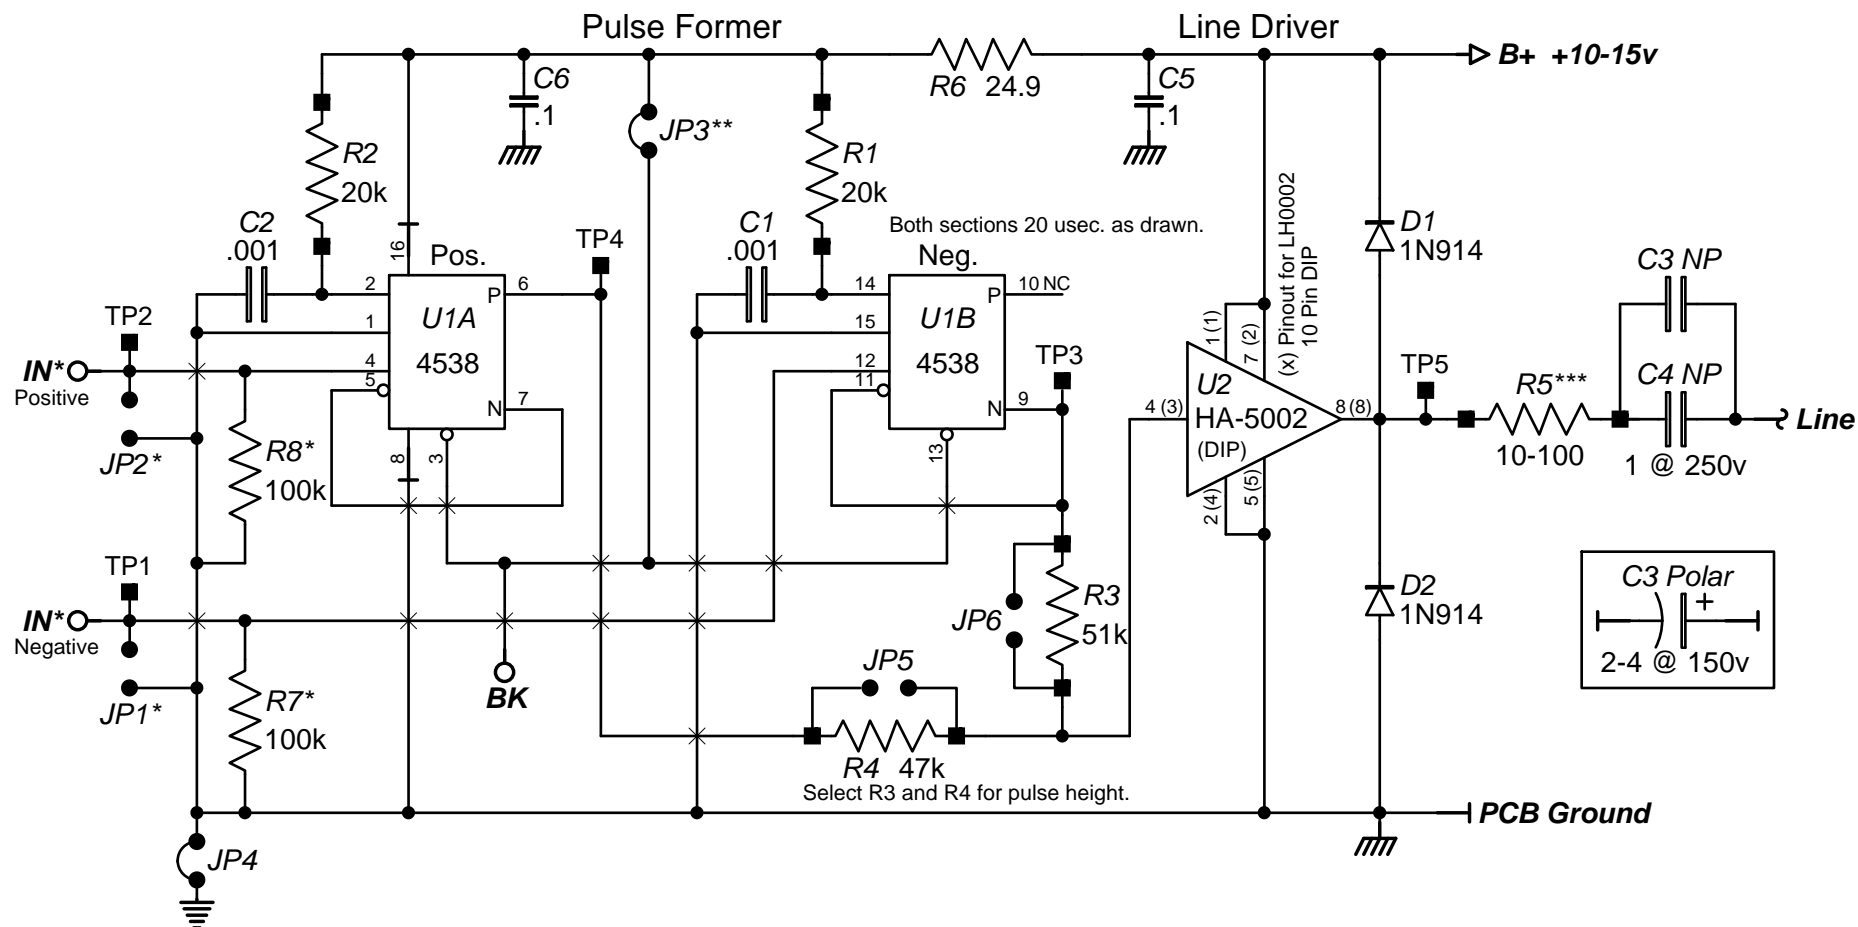 Pulse Former
Line Driver
B+ +10-15v
R6 24.9
C6
.1
C5
.1
JP3**
R2
20k
R1
20k
C2
.001
C1
.001
Both sections 20 usec. as drawn.
(x) Pinout for LH0002
10 Pin DIP
D1
1N914
16
Pos.
TP4
Neg.
2
P
6
14
P
10 NC
1
U1A
15
U1B
4
4538
12
4538
5
11
N
7
N
9
8
3
13
TP2
IN*
Positive
JP2*
R8*
100k
TP3
1 (1)
7 (2)
U2
HA-5002
(DIP)
4 (3)
8 (8)
2 (4)
5 (5)
TP5
R5***
10-100
C3 NP
C4 NP
1 @ 250v
Line
TP1
IN*
Negative
JP1*
R7*
100k
BK
JP6
R3
51k
JP5
R4 47k
Select R3 and R4 for pulse height.
D2
1N914
C3 Polar
+
2-4 @ 150v
PCB Ground
JP4